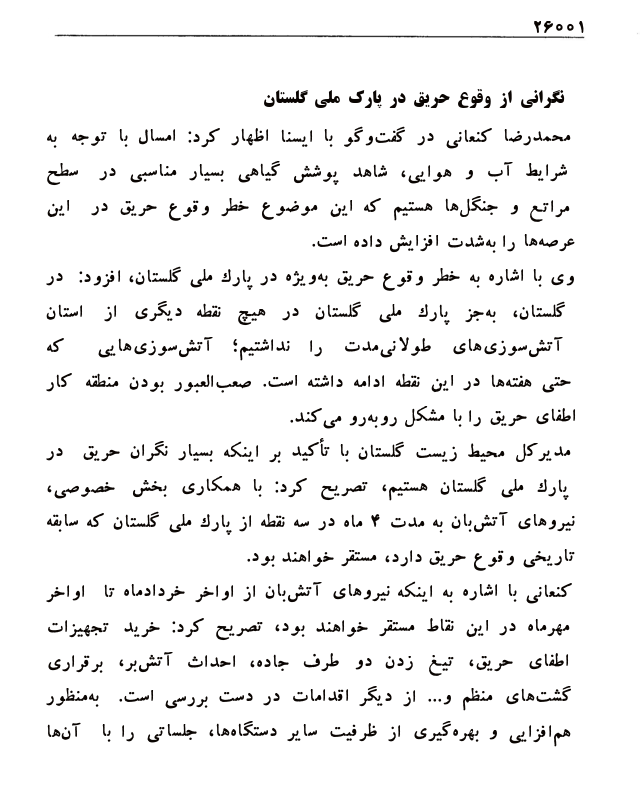 ۲۶۰۰۱
نگرانی از وقوع حریق در پارک ملی گلستان
محمدرضا کنعانی در گفت‌وگو با ایسنا اظهار کرد: امسال با توجه به
شرایط آب و هوایی، شاهد پوشش گیاهی بسیار مناسبی در سطح
مراتع و جنگل‌ها هستیم که این موضوع خطر وقوع حریق در این
عرصه‌ها را به‌شدت افزایش داده است.
وی با اشاره به خطر وقوع حریق به‌ویژه در پارك ملی گلستان، افزود: در
گلستان، به‌جز پارك ملی گلستان در هیچ نقطه دیگری از استان
آتش‌سوزی‌های طولانی‌مدت را نداشتیم؛ آتش‌سوزی‌هایی که
حتی هفته‌ها در این نقطه ادامه داشته است. صعب‌العبور بودن منطقه کار
اطفای حریق را با مشکل روبه‌رو می‌کند.
مدیرکل محیط زیست گلستان با تأکید بر اینکه بسیار نگران حریق در
پارك ملی گلستان هستیم، تصریح کرد: با همکاری بخش خصوصی،
نیروهای آتش‌بان به مدت ۴ ماه در سه نقطه از پارك ملی گلستان که سابقه
تاریخی وقوع حریق دارد، مستقر خواهند بود.
کنعانی با اشاره به اینکه نیروهای آتش‌بان از اواخر خردادماه تا اواخر
مهرماه در این نقاط مستقر خواهند بود، تصریح کرد: خرید تجهیزات
اطفای حریق، تیغ زدن دو طرف جاده، احداث آتش‌بر، برقراری
گشت‌های منظم و... از دیگر اقدامات در دست بررسی است. به‌منظور
هم‌افزایی و بهره‌گیری از ظرفیت سایر دستگاه‌ها، جلساتی را با آن‌ها